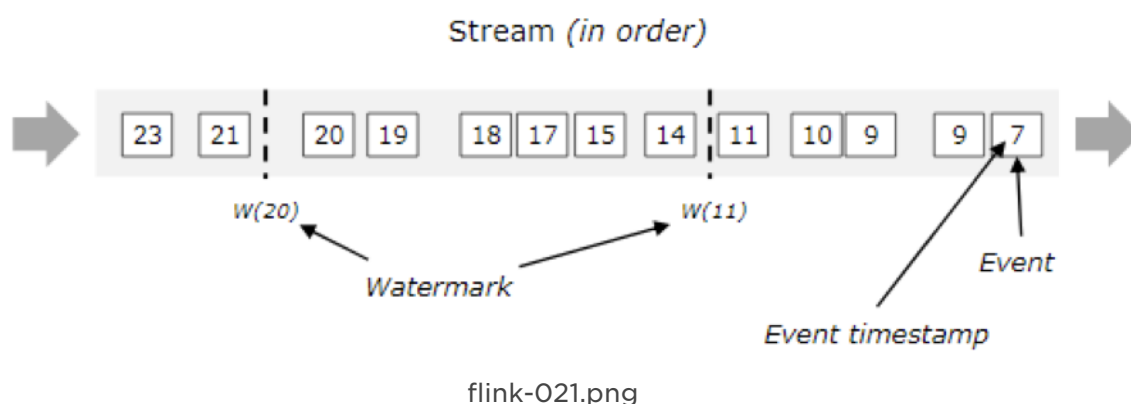 Stream (in order)
23 21 20 19 18 17 15 14 11 10 9 9 7
W(20) W(11)
Event
Watermark
Event timestamp
flink-021.png